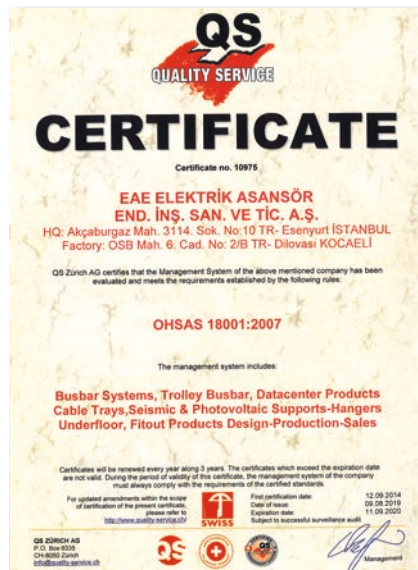 QS
QUALITY SERVICE
CERTIFICATE
Certificate no. 10975
EAE ELEKTRİK ASANSÖR
END. İNŞ. SAN. VE TİC. A.Ş.
HQ: Akçaburgaz Mah. 3114. Sok. No:10 TR- Esenyurt İSTANBUL
Factory: OSB Mah. 6. Cad. No: 2/B TR- Dilovası KOCAELİ
QS Zürich AG certifies that the Management System of the above mentioned company has been
evaluated and meets the requirements established by the following rules:
OHSAS 18001:2007
The management system includes:
Busbar Systems, Trolley Busbar, Datacenter Products
Cable Trays,Seismic & Photovoltaic Supports-Hangers
Underfloor, Fitout Products Design-Production-Sales
Certificates will be renewed every year along 3 years. The certificates which exceed the expiration date
are not valid. During the period of validity of this certificate, the management system of the company
must always comply with the requirements of the certified standards.
For updated amendments within the scope
of certification of the present certificate,
please refer to
http://www.quality-service.ch/
SWISS
First certification date: 12.09.2014
Date of issue: 09.08.2019
Expiration date: 11.09.2020
Subject to successful surveillance audit
QS ZÜRICH AG
P.O. Box 6335
CH-8050 Zürich
info@quality-service.ch
QS
QS
Management